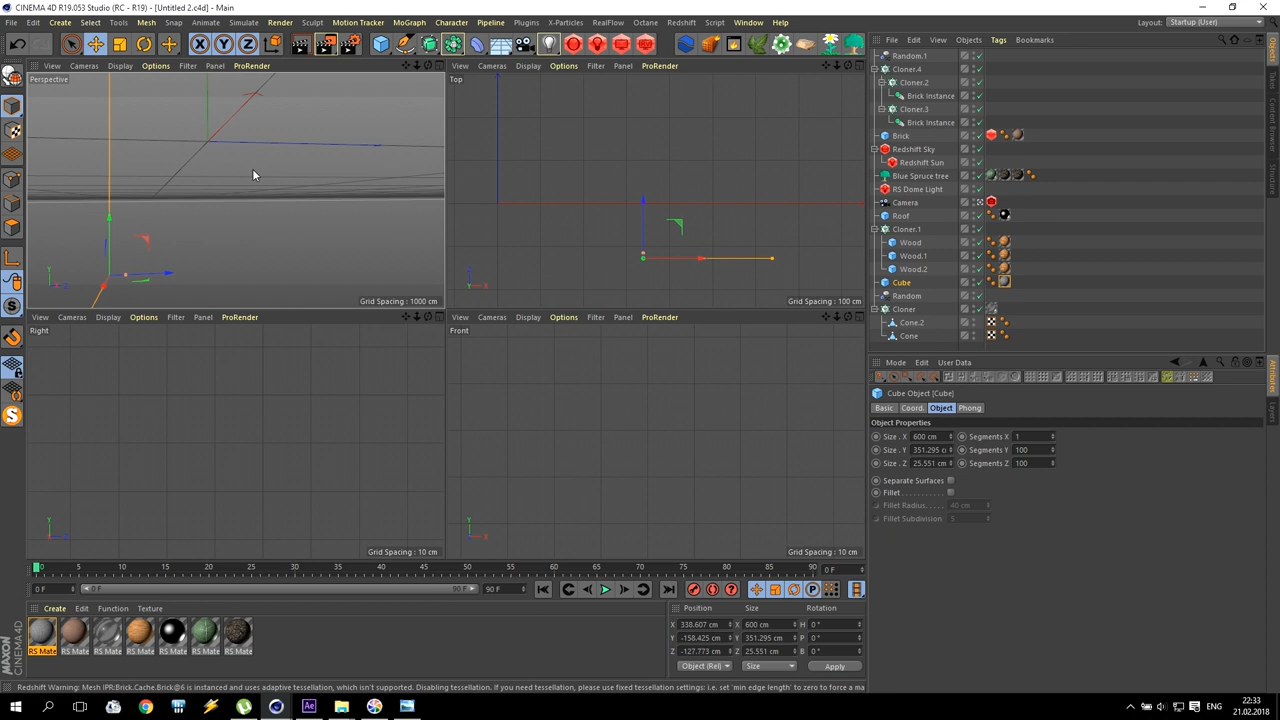 CINEMA 4D R19.053 Studio (RC - R19) - [Untitled 2.c4d] - Main
File Edit Create Select Tools Mesh Snap Animate Simulate Render Sculpt Motion Tracker MoGraph Character Pipeline Plugins X-Particles RealFlow Octane Redshift Script Window Help Layout: Startup (User)
X Y Z PSR
File Edit View Objects Tags Bookmarks
View Cameras Display Options Filter Panel ProRender
View Cameras Display Options Filter Panel ProRender
Perspective
Top
Random.1
Cloner.4
Cloner.2
Brick Instance
Cloner.3
Brick Instance
Brick
Redshift Sky
Redshift Sun
Blue Spruce tree
RS Dome Light
Camera
Roof
Cloner.1
Wood
Wood.1
Wood.2
Cube
Random
Cloner
Cone.2
Cone
Grid Spacing : 1000 cm
Grid Spacing : 100 cm
View Cameras Display Options Filter Panel ProRender
View Cameras Display Options Filter Panel ProRender
Right
Front
Grid Spacing : 10 cm
Grid Spacing : 10 cm
Mode Edit User Data
Cube Object [Cube]
Basic Coord. Object Phong
Object Properties
Size . X 600 cm Segments X 1
Size . Y 351.295 c Segments Y 100
Size . Z 25.551 cm Segments Z 100
Separate Surfaces
Fillet
Fillet Radius. 40 cm
Fillet Subdivision 5
Objects
Takes
Content Browser
Structure
Attributes
Layers
0 5 10 15 20 25 30 35 40 45 50 55 60 65 70 75 80 85 90 0 F
0 F 0 F 90 F 90 F
Create Edit Function Texture
RS Mate RS Mate RS Mate RS Mate RS Mate RS Mate RS Mate
Position Size Rotation
X 338.607 cm X 600 cm H 0 °
Y -158.425 cm Y 351.295 cm P 0 °
Z -127.773 cm Z 25.551 cm B 0 °
Object (Rel) Size Apply
MAXON CINEMA 4D
Redshift Warning: Mesh IPR:Brick.Cache.Brick@6 is instanced and uses adaptive tessellation, which isn't supported. Disabling tessellation. If you need tessellation, please use fixed tessellation settings: i.e. set 'min edge length' to zero to force a ma
ENG
22:33
21.02.2018